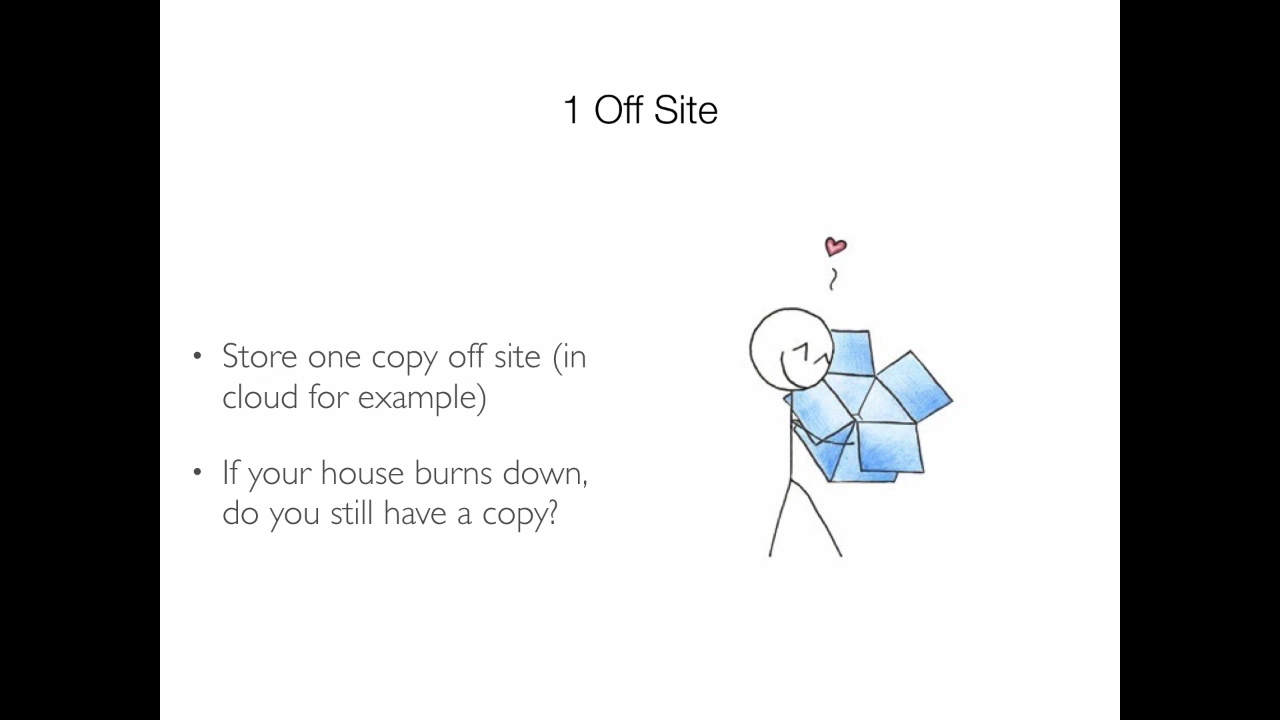 1 Off Site
• Store one copy off site (in
cloud for example)
• If your house burns down,
do you still have a copy?